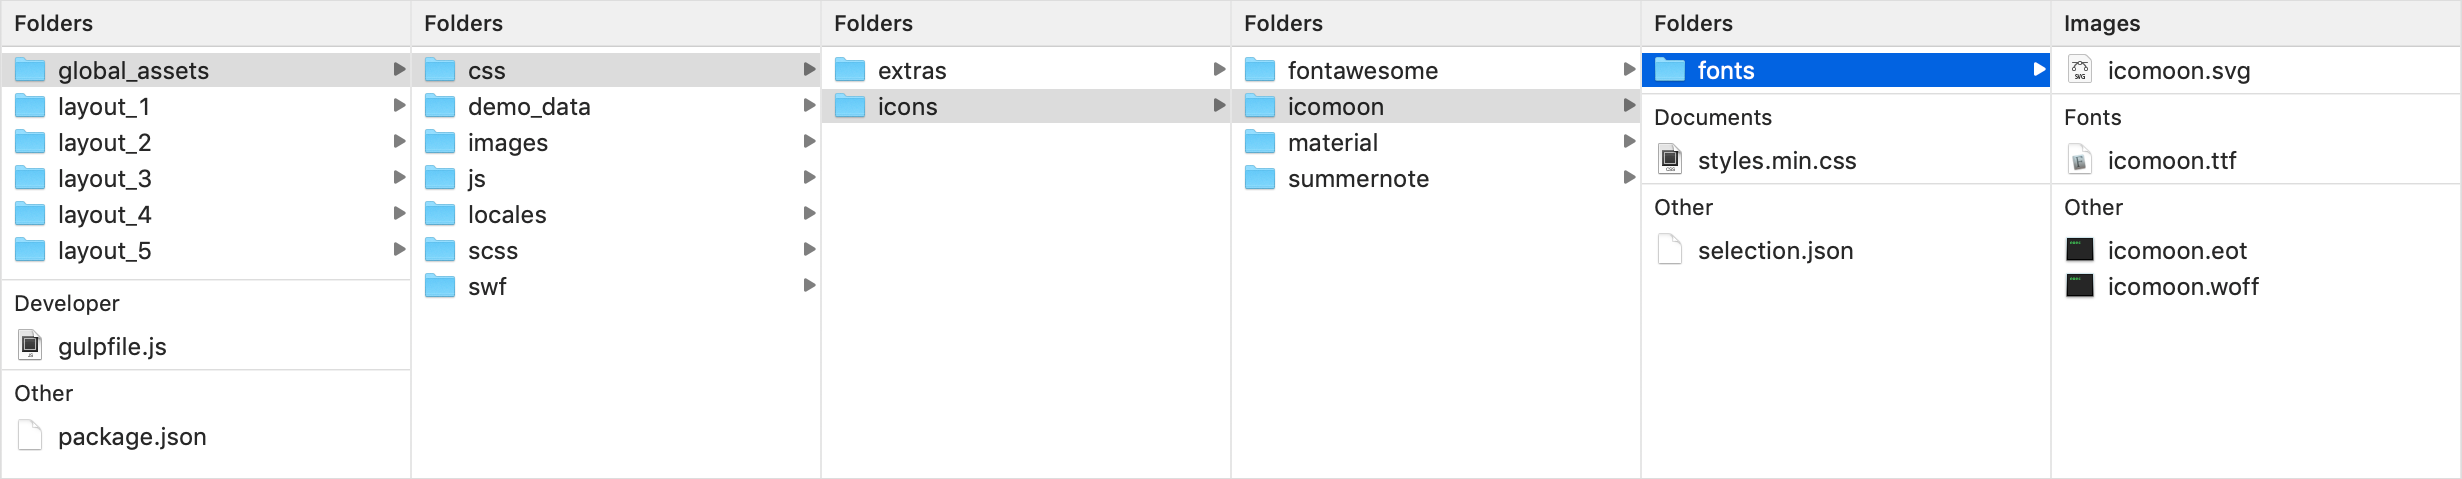 Folders
global_assets
layout_1
layout_2
layout_3
layout_4
layout_5
Developer
gulpfile.js
Other
package.json
Folders
css
demo_data
images
js
locales
scss
swf
Folders
extras
icons
Folders
fontawesome
icomoon
material
summernote
Folders
fonts
Documents
styles.min.css
Other
selection.json
Images
icomoon.svg
Fonts
icomoon.ttf
Other
icomoon.eot
icomoon.woff